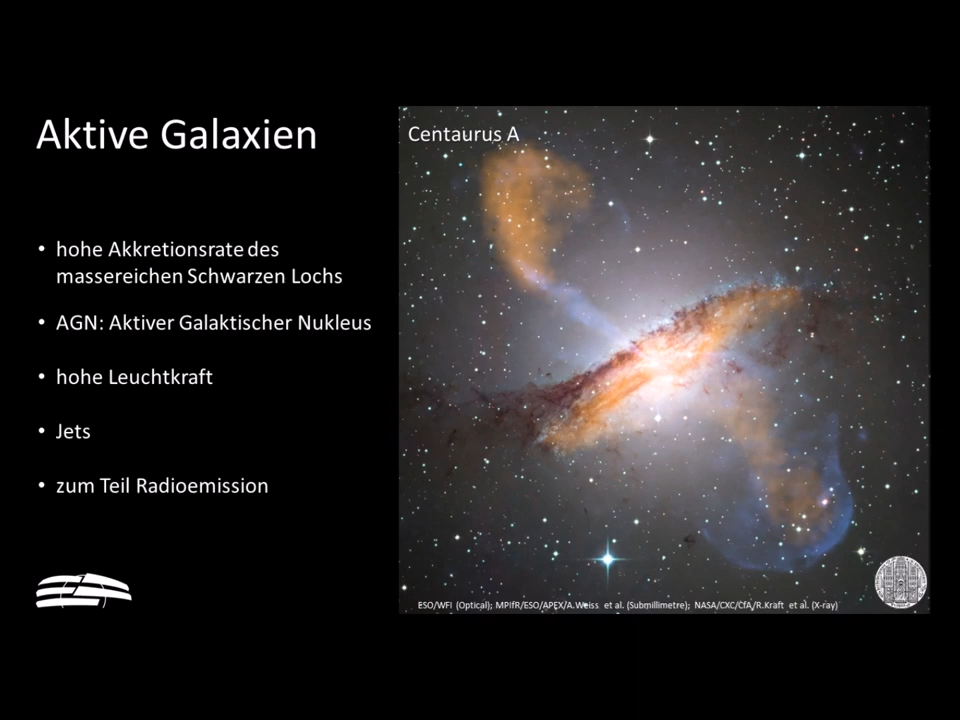 Aktive Galaxien
Centaurus A
• hohe Akkretionsrate des
massereichen Schwarzen Lochs
• AGN: Aktiver Galaktischer Nukleus
• hohe Leuchtkraft
• Jets
• zum Teil Radioemission
ESO/WFI (Optical); MPIfR/ESO/APEX/A.Weiss et al. (Submillimetre); NASA/CXC/CfA/R.Kraft et al. (X-ray)